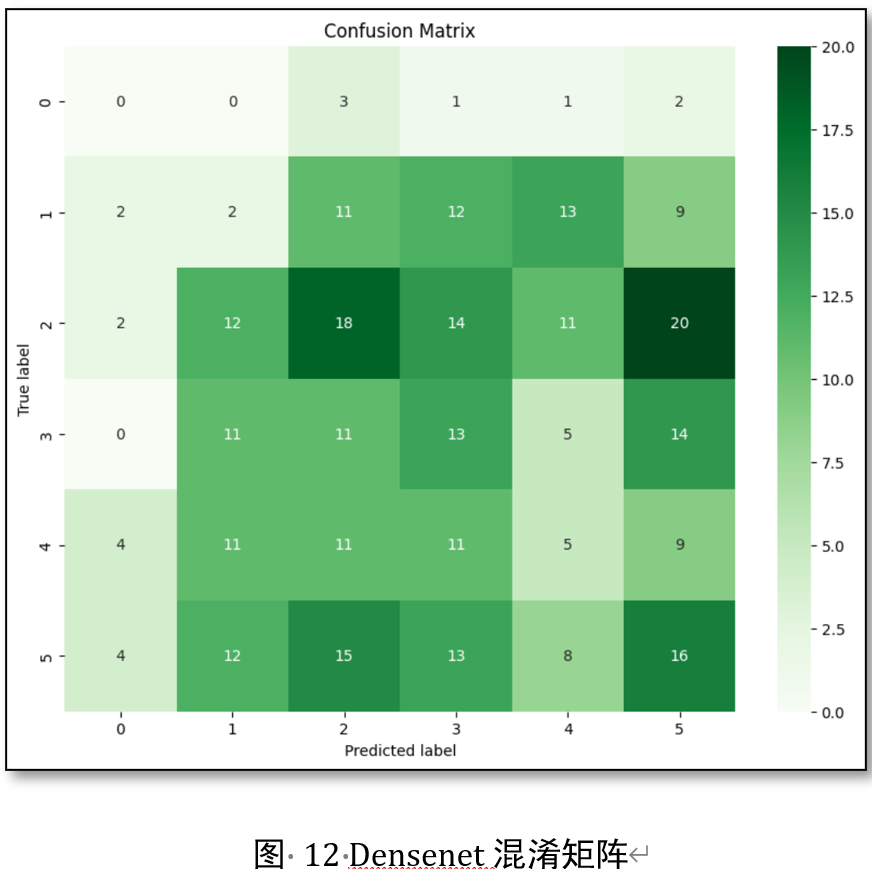 Confusion Matrix
20.0
0 0 0 3 1 1 2
17.5
1 2 2 11 12 13 9
15.0
2 2 12 18 14 11 20
12.5
True label
10.0
3 0 11 11 13 5 14
7.5
4 4 11 11 11 5 9
5.0
5 4 12 15 13 8 16
2.5
0.0
0 1 2 3 4 5
Predicted label
图· 12·Densenet 混淆矩阵↵